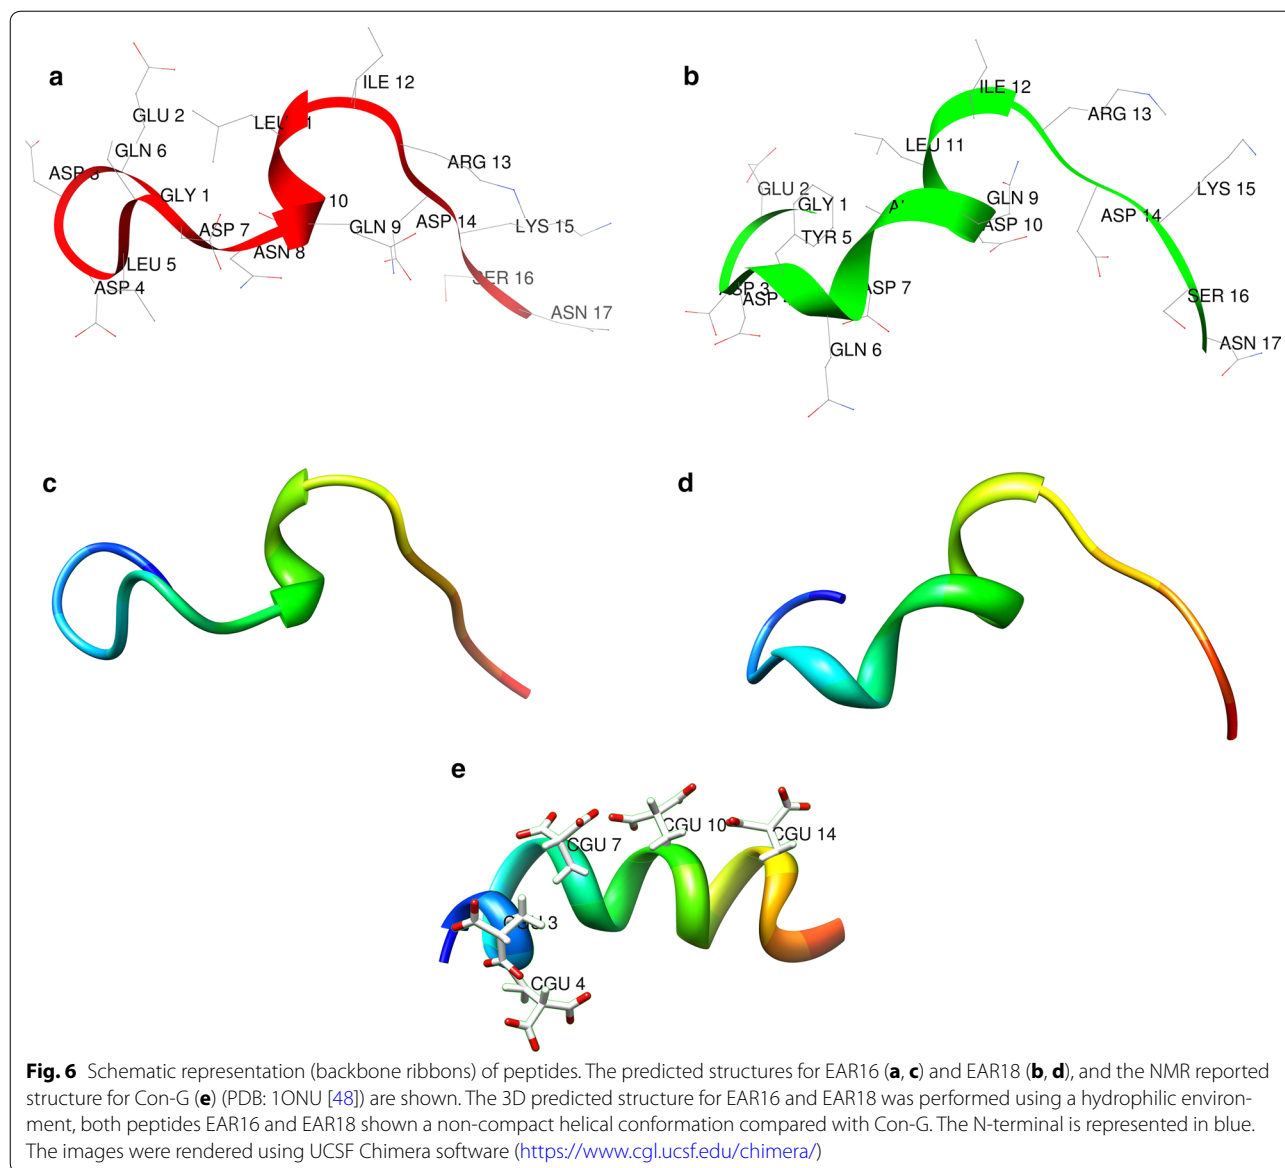 a
ILE 12
GLU 2
LEU
GLN 6
ARG 13
ASP
GLY 1
10
ASP 7
GLN 9
ASP 14
LYS 15
ASN 8
LEU 5
SER 16
ASP 4
ASN 17
b
ILE 12
ARG 13
LEU 11
GLU 2
GLN 9
LYS 15
GLY 1
ASP 10
ASP 14
TYR 5
ASP 3
ASP 7
SER 16
ASP
GLN 6
ASN 17
c
d
e
CGU 10
CGU 14
CGU 7
CGU 3
CGU 4
Fig. 6 Schematic representation (backbone ribbons) of peptides. The predicted structures for EAR16 (a, c) and EAR18 (b, d), and the NMR reported
structure for Con-G (e) (PDB: 1ONU [48]) are shown. The 3D predicted structure for EAR16 and EAR18 was performed using a hydrophilic environ-
ment, both peptides EAR16 and EAR18 shown a non-compact helical conformation compared with Con-G. The N-terminal is represented in blue.
The images were rendered using UCSF Chimera software (https://www.cgl.ucsf.edu/chimera/)